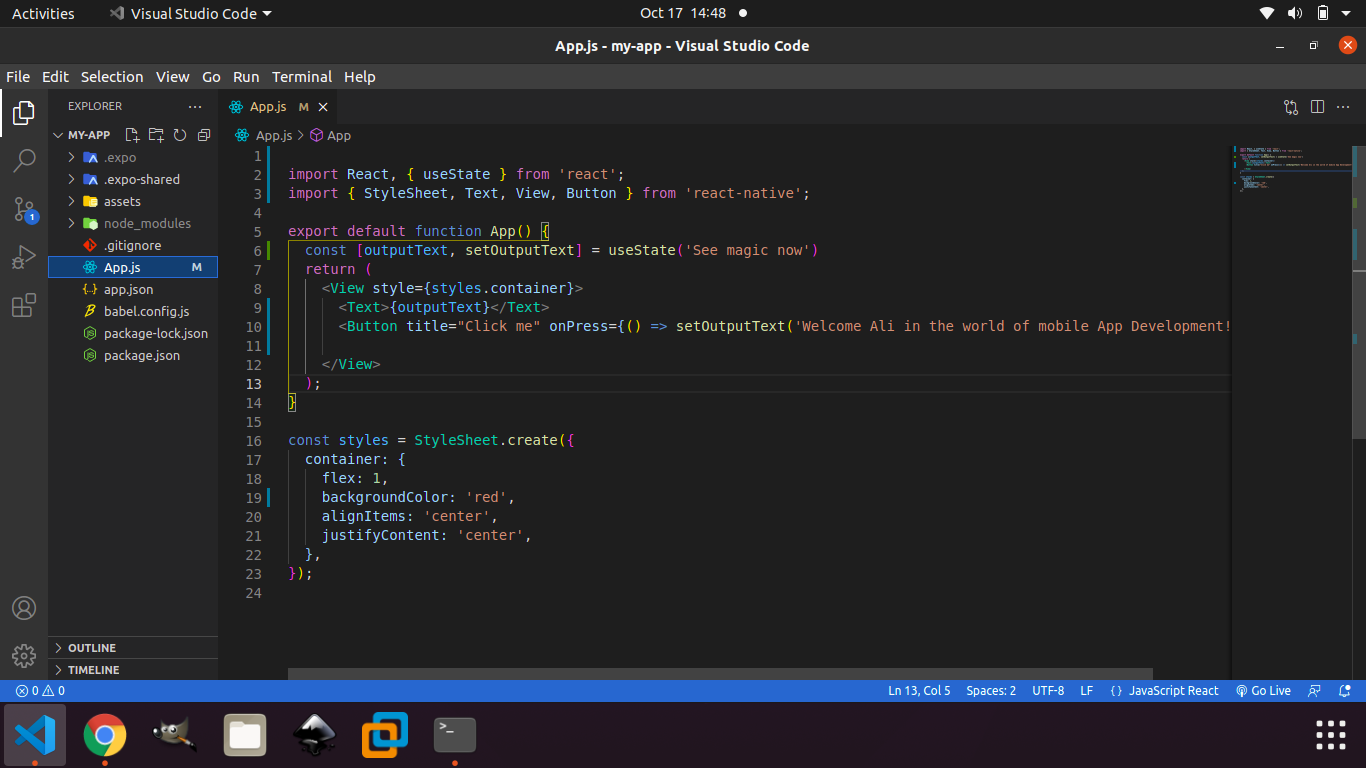 Activities Visual Studio Code Oct 17 14:48
App.js - my-app - Visual Studio Code
File Edit Selection View Go Run Terminal Help
EXPLORER
App.js M
MY-APP
App.js > App
.expo
.expo-shared
assets
node_modules
.gitignore
App.js M
app.json
babel.config.js
package-lock.json
package.json
OUTLINE
TIMELINE
1
1
2 import React, { useState } from 'react';
3 import { StyleSheet, Text, View, Button } from 'react-native';
4
5 export default function App() {
6 const [outputText, setOutputText] = useState('See magic now')
7 return (
8 <View style={styles.container}>
9 <Text>{outputText}</Text>
10 <Button title="Click me" onPress={() => setOutputText('Welcome Ali in the world of mobile App Development!
11
12 </View>
13 );
14 }
15
16 const styles = StyleSheet.create({
17 container: {
18 flex: 1,
19 backgroundColor: 'red',
20 alignItems: 'center',
21 justifyContent: 'center',
22 },
23 });
24
0 0 Ln 13, Col 5 Spaces: 2 UTF-8 LF {} JavaScript React Go Live